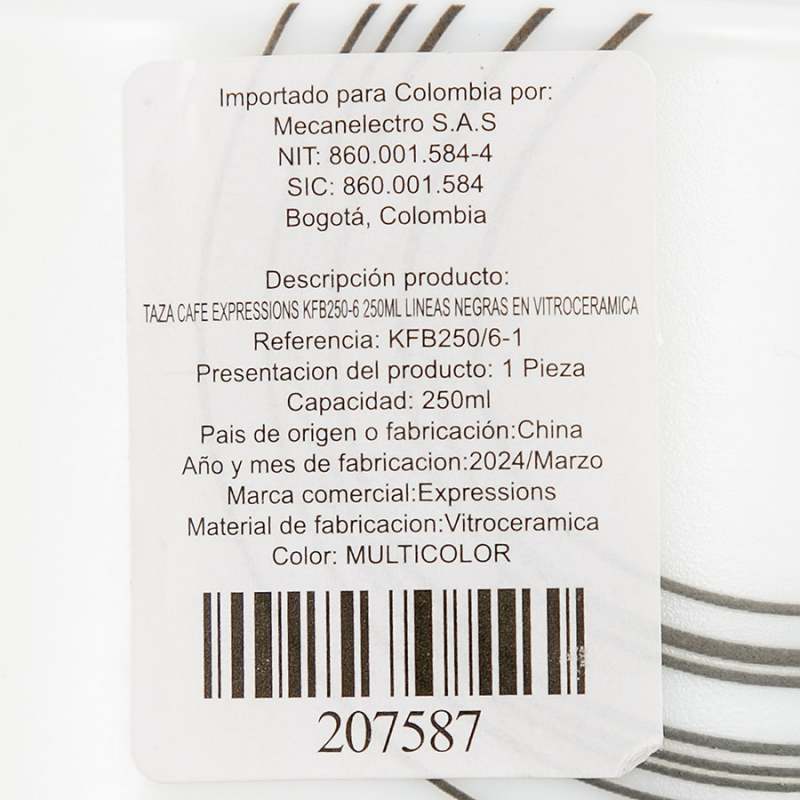 Importado para Colombia por:
Mecanelectro S.A.S
NIT: 860.001.584-4
SIC: 860.001.584
Bogotá, Colombia
Descripción producto:
TAZA CAFE EXPRESSIONS KFB250-6 250ML LINEAS NEGRAS EN VITROCERAMICA
Referencia: KFB250/6-1
Presentacion del producto: 1 Pieza
Capacidad: 250ml
Pais de origen o fabricación:China
Año y mes de fabricacion:2024/Marzo
Marca comercial:Expressions
Material de fabricacion:Vitroceramica
Color: MULTICOLOR
207587